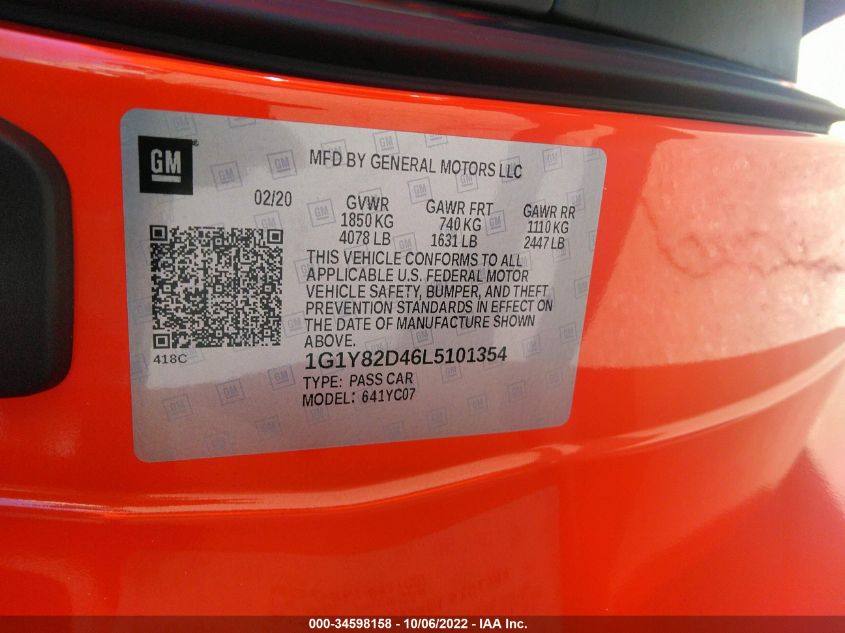 GM
MFD BY GENERAL MOTORS LLC
02/20
GVWR
1850 KG
4078 LB
GAWR FRT
740 KG
1631 LB
GAWR RR
1110 KG
2447 LB
THIS VEHICLE CONFORMS TO ALL
APPLICABLE U.S. FEDERAL MOTOR
VEHICLE SAFETY, BUMPER, AND THEFT
PREVENTION STANDARDS IN EFFECT ON
THE DATE OF MANUFACTURE SHOWN
ABOVE.
418C
1G1Y82D46L5101354
TYPE: PASS CAR
MODEL: 641YC07
000-34598158 - 10/06/2022 - IAA Inc.